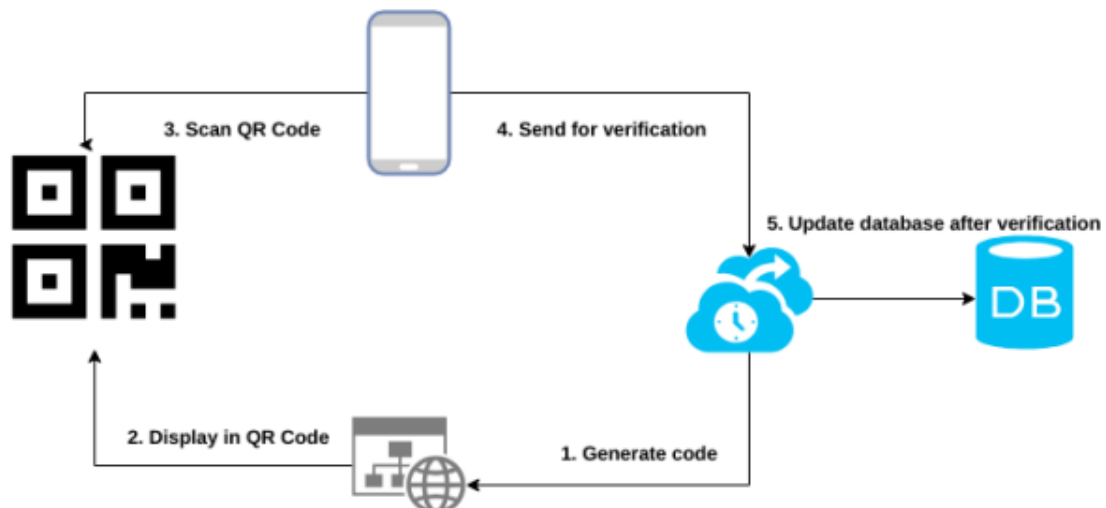 3. Scan QR Code
4. Send for verification
5. Update database after verification
DB
2. Display in QR Code
1. Generate code